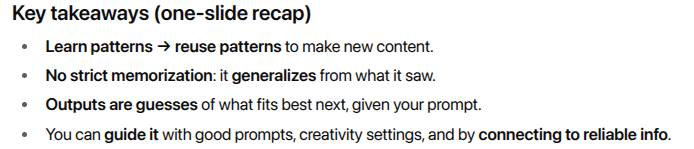 Key takeaways (one-slide recap)
• Learn patterns → reuse patterns to make new content.
• No strict memorization: it generalizes from what it saw.
• Outputs are guesses of what fits best next, given your prompt.
• You can guide it with good prompts, creativity settings, and by connecting to reliable info.